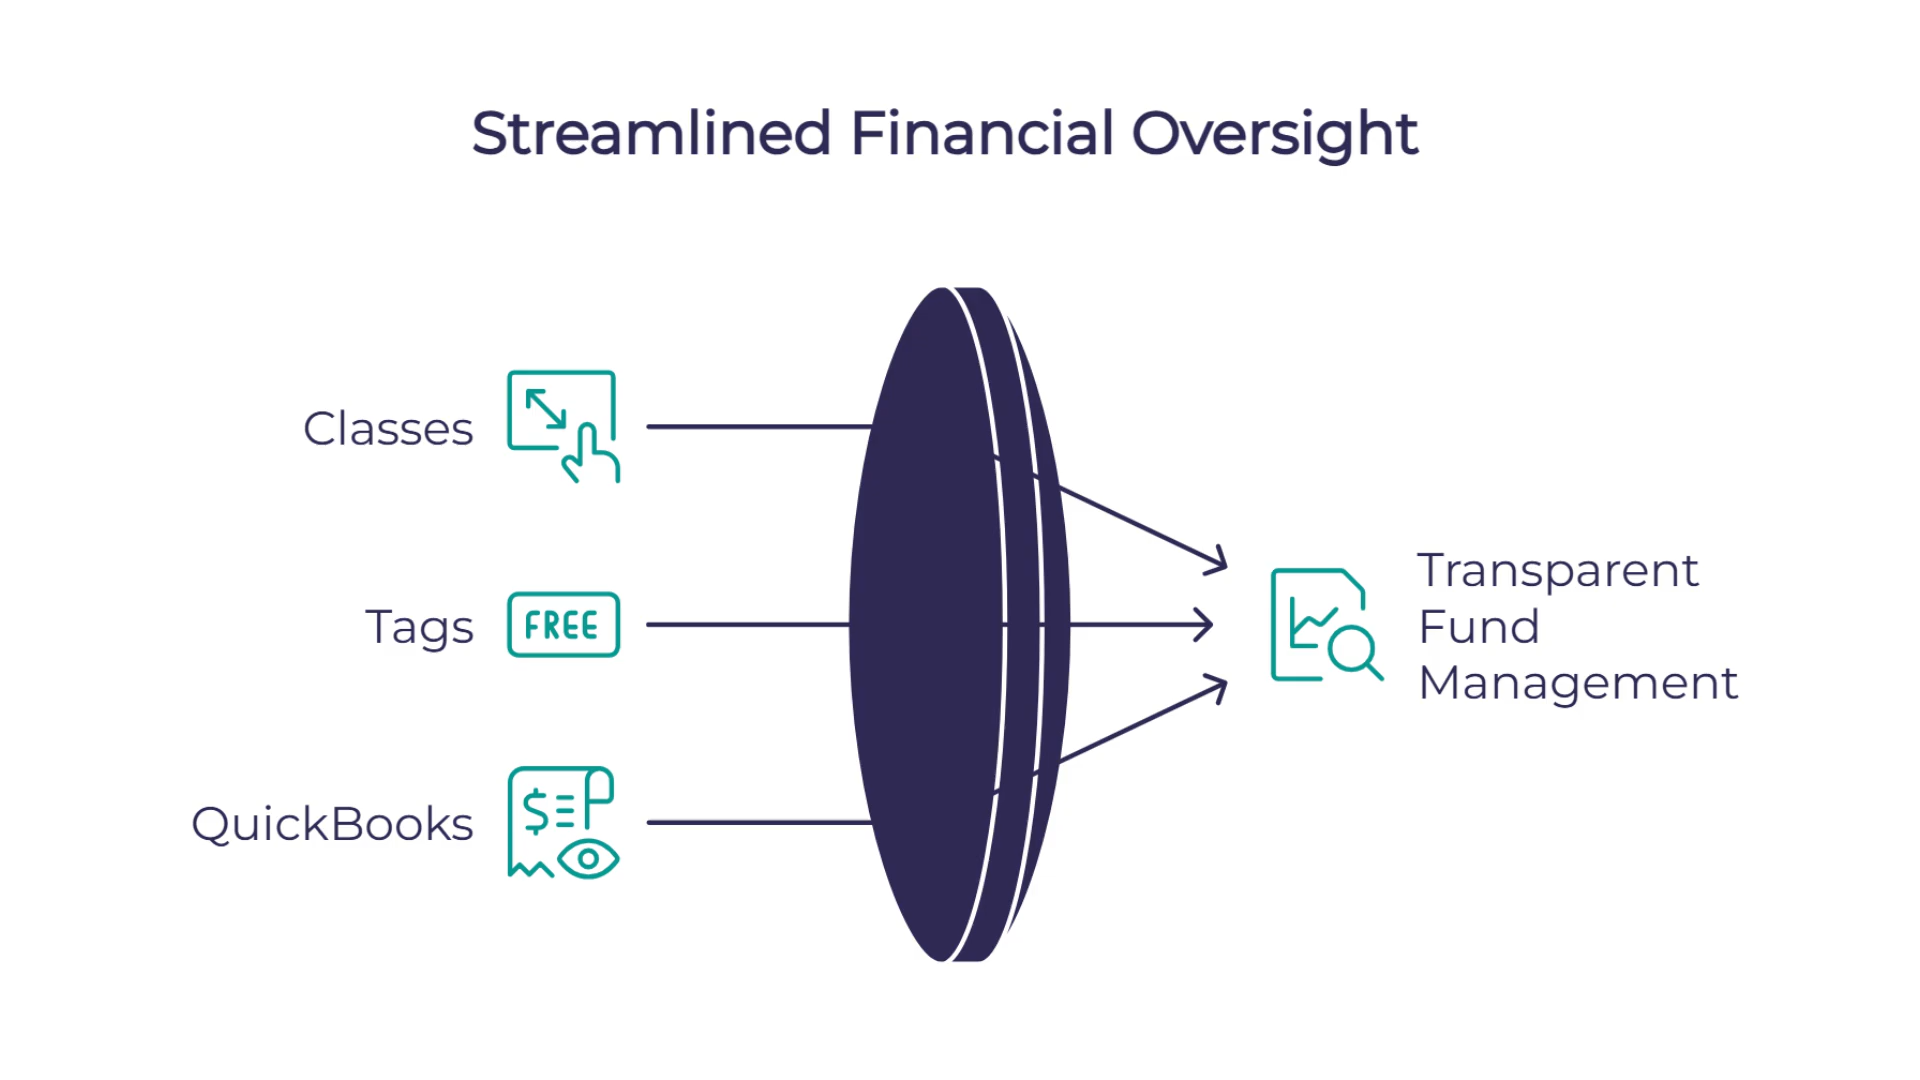 Streamlined Financial Oversight
Classes
Tags
FREE
QuickBooks
$
Transparent
Fund
Management